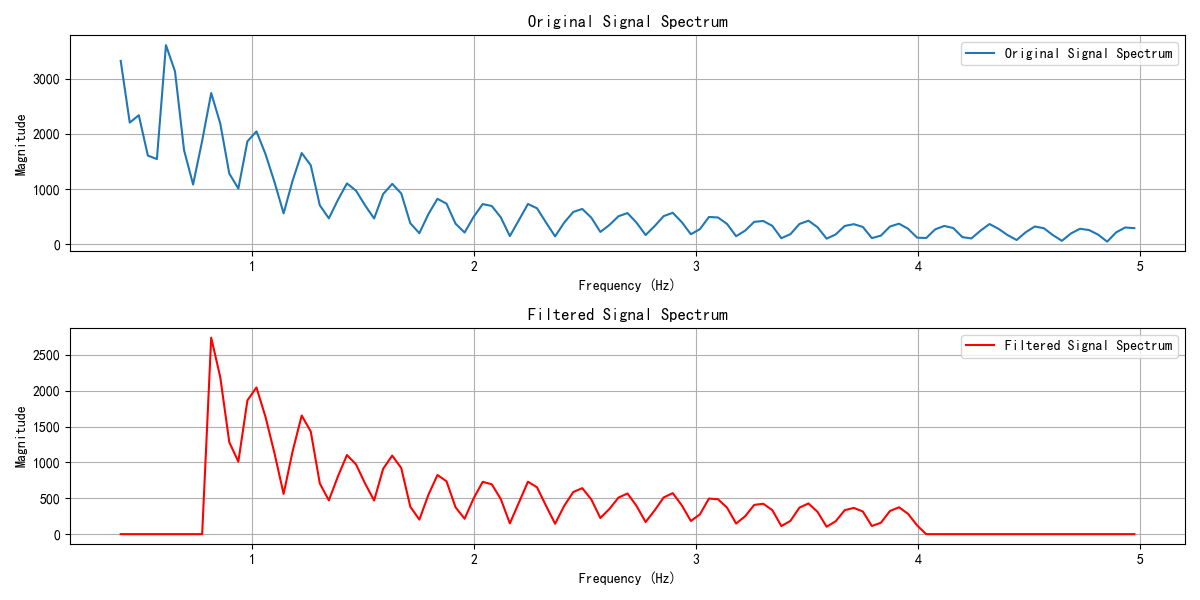 Original Signal Spectrum
Original Signal Spectrum
Magnitude
3000
2000
1000
0
1 2 3 4 5
Frequency (Hz)
Filtered Signal Spectrum
Filtered Signal Spectrum
Magnitude
2500
2000
1500
1000
500
0
1 2 3 4 5
Frequency (Hz)